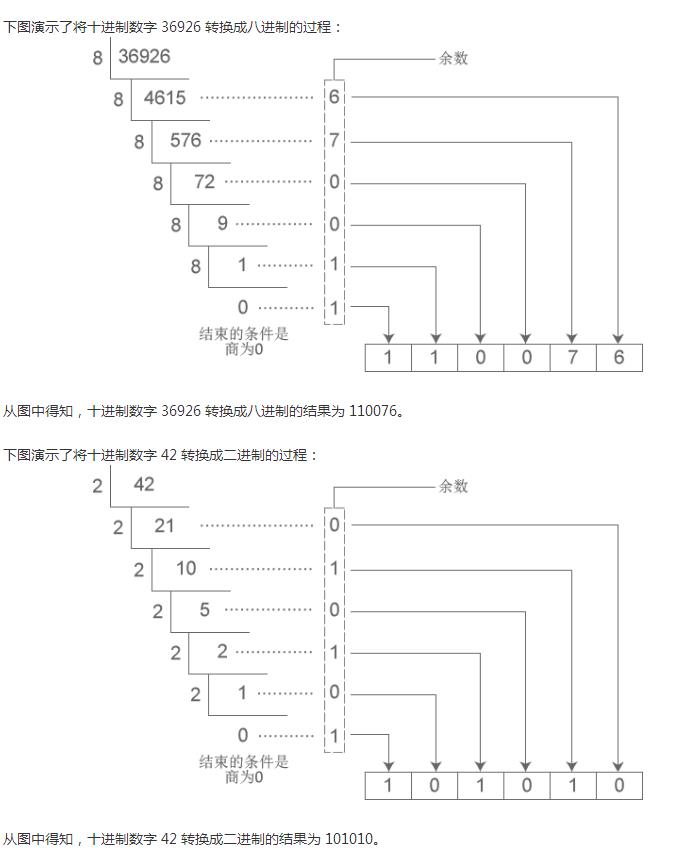 下图演示了将十进制数字 36926 转换成八进制的过程：
8 36926 余数
8 4615 6
8 576 7
8 72 0
8 9 0
8 1 1
0 1
结束的条件是
商为0
1 1 0 0 7 6
从图中得知，十进制数字 36926 转换成八进制的结果为 110076。
下图演示了将十进制数字 42 转换成二进制的过程：
2 42 余数
2 21 0
2 10 1
2 5 0
2 2 1
2 1 0
0 1
结束的条件是
商为0
1 0 1 0 1 0
从图中得知，十进制数字 42 转换成二进制的结果为 101010。